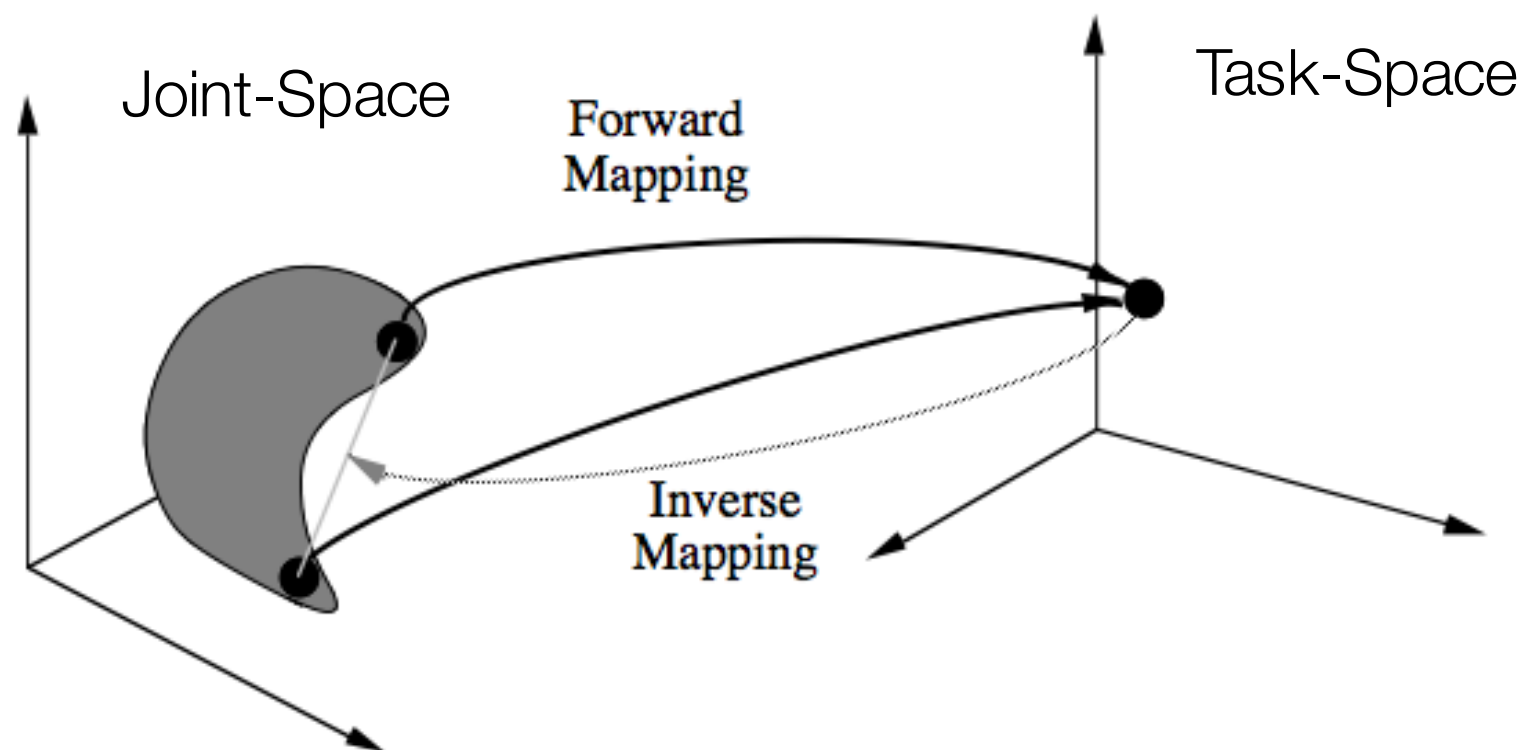 Joint-Space
Task-Space
Forward
Mapping
Inverse
Mapping